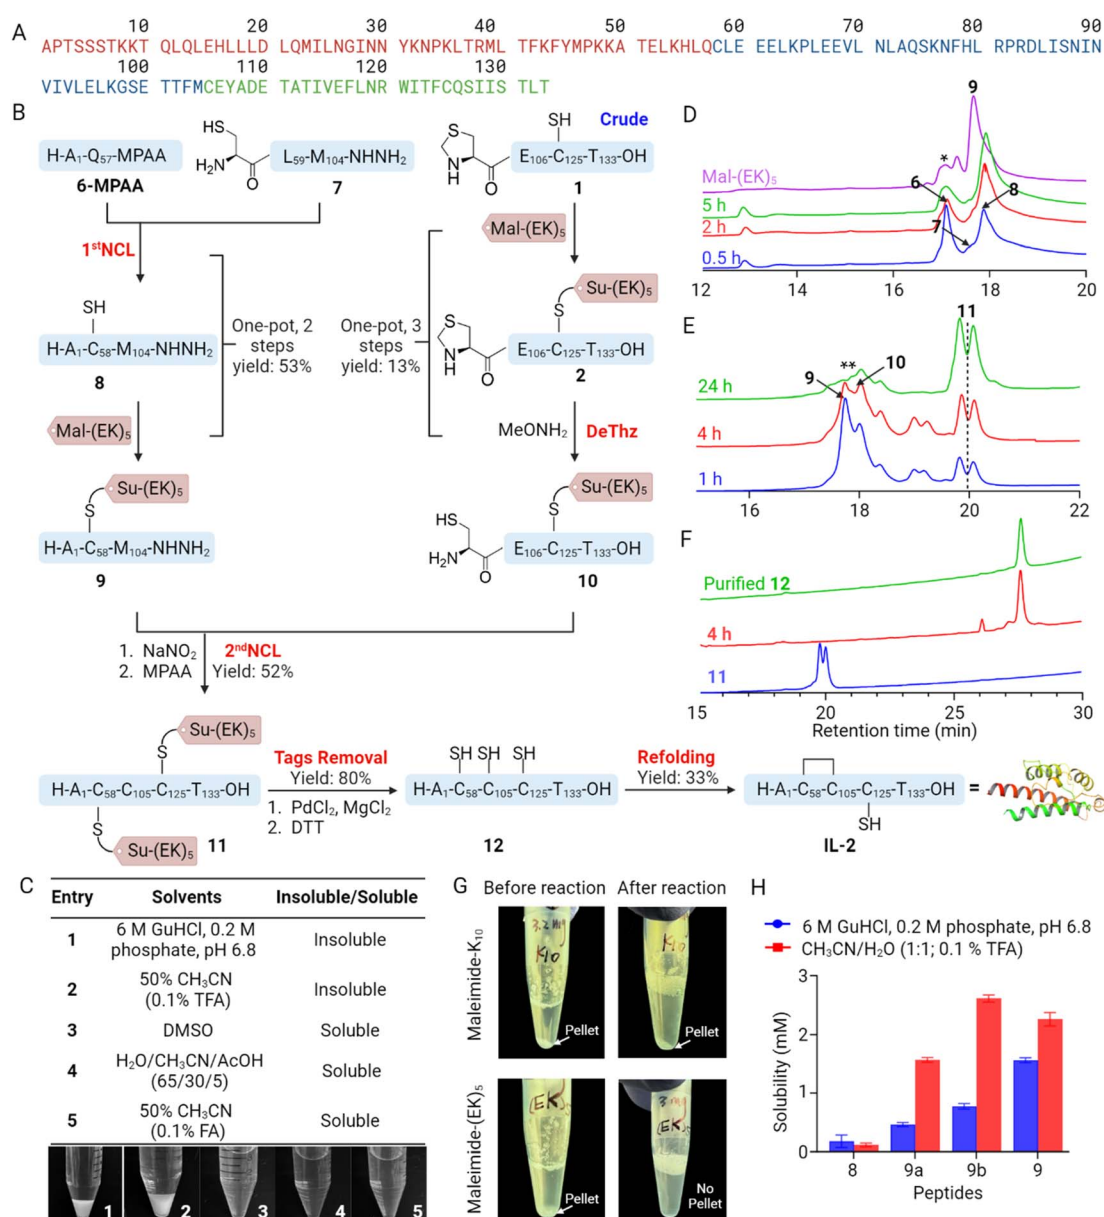 A
10 20 30 40 50 60 70 80 90
APTSSSTKKT QLQLEHLLLD LQMILNGINN YKNPKLTRML TFKFYMPKKA TELKHLQCLE EELKPLEEVL NLAQSKNFHL RPRDLISNIN
100 110 120 130
VIVLELKGSE TTFMCEYADE TATIVEFLNR WITFCQSIIS TLT
B
H-A₁-Q₅₇-MPAA
6-MPAA
HS
H₂N
O
L₅₉-M₁₀₄-NHNH₂
7
S
N
H
O
SH
Crude
E₁₀₆-C₁₂₅-T₁₃₃-OH
1
1ˢᵗNCL
Mal-(EK)₅
SH
H-A₁-C₅₈-M₁₀₄-NHNH₂
8
One-pot, 2
steps
yield: 53%
One-pot, 3
steps
yield: 13%
Su-(EK)₅
S
S
HN
O
E₁₀₆-C₁₂₅-T₁₃₃-OH
2
Mal-(EK)₅
MeONH₂
DeThz
Su-(EK)₅
S
H-A₁-C₅₈-M₁₀₄-NHNH₂
9
Su-(EK)₅
S
HS
H₂N
O
E₁₀₆-C₁₂₅-T₁₃₃-OH
10
1. NaNO₂
2. MPAA
2ⁿᵈNCL
Yield: 52%
Su-(EK)₅
S
H-A₁-C₅₈-C₁₀₅-C₁₂₅-T₁₃₃-OH
S
Su-(EK)₅
11
Tags Removal
Yield: 80%
1. PdCl₂, MgCl₂
2. DTT
SH SH SH
H-A₁-C₅₈-C₁₀₅-C₁₂₅-T₁₃₃-OH
12
Refolding
Yield: 33%
H-A₁-C₅₈-C₁₀₅-C₁₂₅-T₁₃₃-OH
=
SH
IL-2
C
Entry Solvents Insoluble/Soluble
1 6 M GuHCl, 0.2 M
phosphate, pH 6.8 Insoluble
2 50% CH₃CN
(0.1% TFA) Insoluble
3 DMSO Soluble
4 H₂O/CH₃CN/AcOH
(65/30/5) Soluble
5 50% CH₃CN
(0.1% FA) Soluble
1 2 3 4 5
D
9
*
Mal-(EK)₅
6
8
5 h
2 h
7
0.5 h
12 14 16 18 20
E
11
**
9
10
24 h
4 h
1 h
16 18 20 22
F
Purified 12
4 h
11
15 20 25 30
Retention time (min)
G
Before reaction After reaction
Maleimide-K₁₀
3.2 mg
K10
Pellet
K10
Pellet
Maleimide-(EK)₅
(EK)5
Pellet
3 mg
(EK)5
No
Pellet
H
6 M GuHCl, 0.2 M phosphate, pH 6.8
CH₃CN/H₂O (1:1; 0.1 % TFA)
Solubility (mM)
3
2
1
0
8 9a 9b 9
Peptides